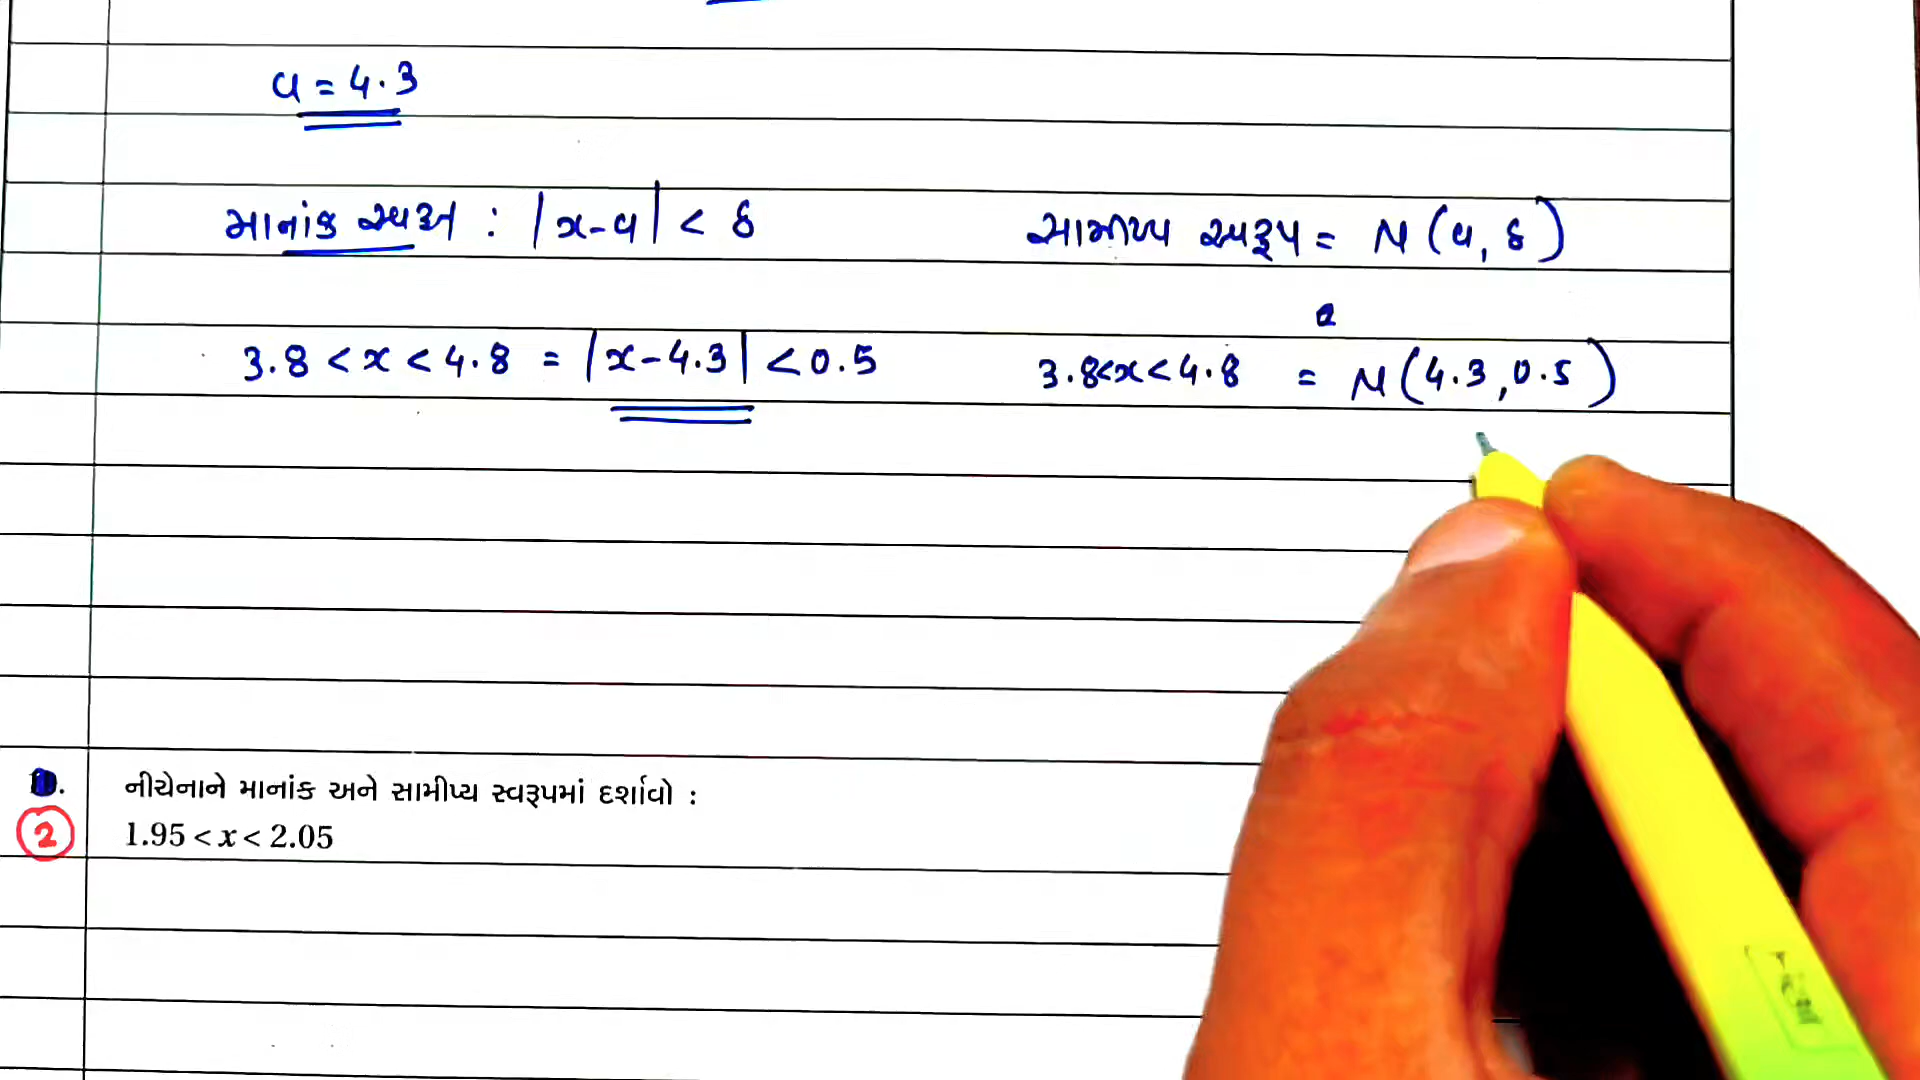 a = 4.3
માનાંક સ્વરૂપ : |x-a| < δ
સામીપ્ય સ્વરૂપ = N(a, δ)
3.8 < x < 4.8 = |x-4.3| < 0.5
3.8<x<4.8 = N(4.3, 0.5)
નીચેનાને માનાંક અને સામીપ્ય સ્વરૂપમાં દર્શાવો :
2
1.95 < x < 2.05